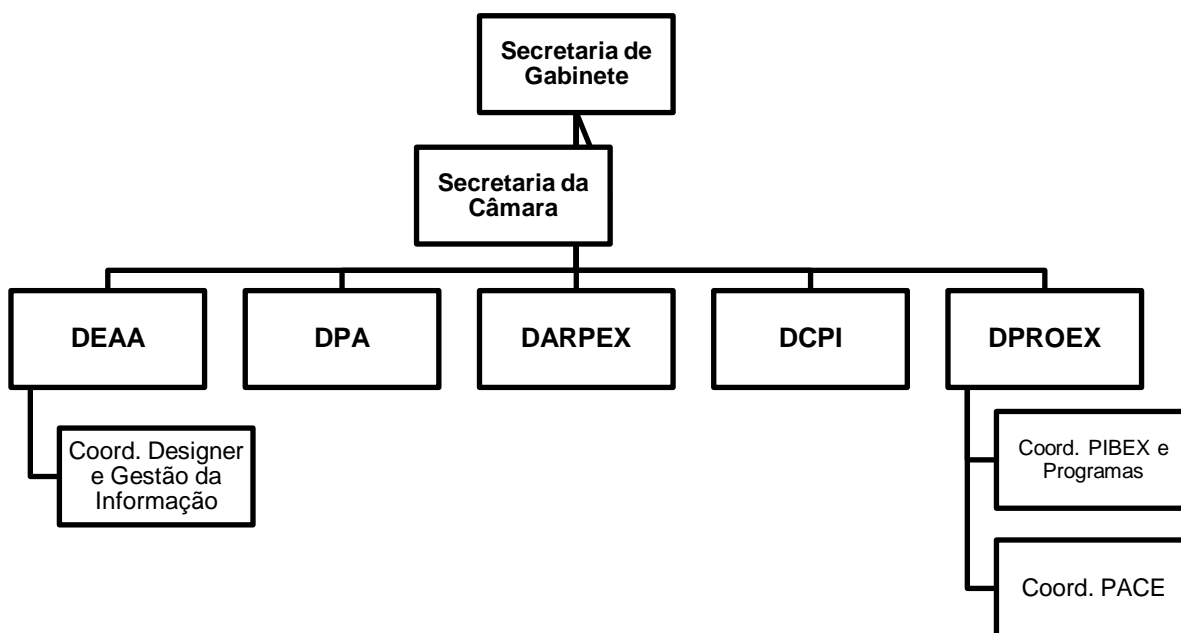 Secretaria de
Gabinete
Secretaria da
Câmara
DEAA
DPA
DARPEX
DCPI
DPROEX
Coord. Designer
e Gestão da
Informação
Coord. PIBEX e
Programas
Coord. PACE